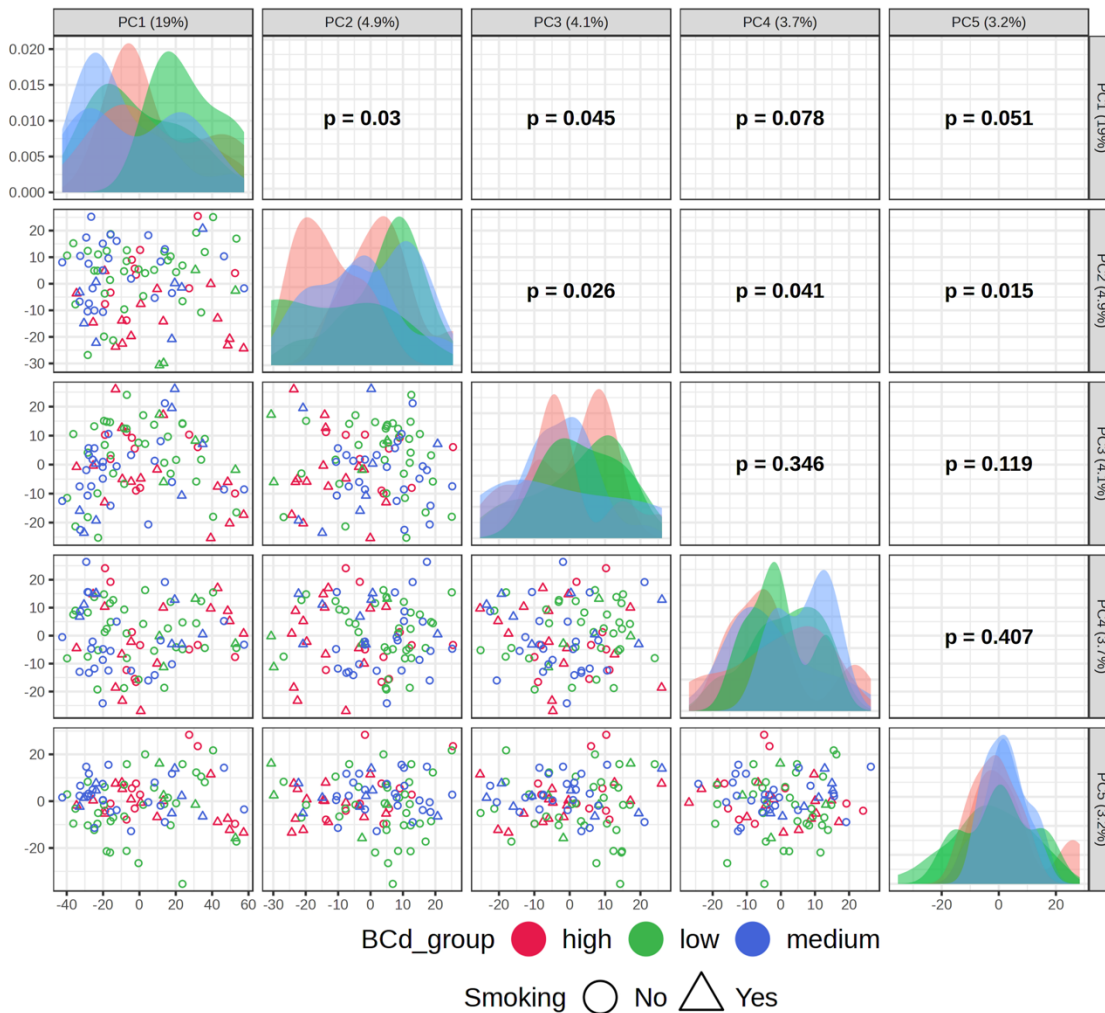 PC1 (19%) PC2 (4.9%) PC3 (4.1%) PC4 (3.7%) PC5 (3.2%)
0.020
0.015
0.010
0.005
0.000
p = 0.03 p = 0.045 p = 0.078 p = 0.051
PC1 (19%)
20
10
0
-10
-20
-30
p = 0.026 p = 0.041 p = 0.015
PC2 (4.9%)
20
10
0
-10
-20
p = 0.346 p = 0.119
PC3 (4.1%)
20
10
0
-10
-20
p = 0.407
PC4 (3.7%)
20
0
-20
PC5 (3.2%)
-40 -20 0 20 40 60 -30 -20 -10 0 10 20 -20 -10 0 10 20 -20 -10 0 10 20 -20 0 20
BCd_group high low medium
Smoking No Yes